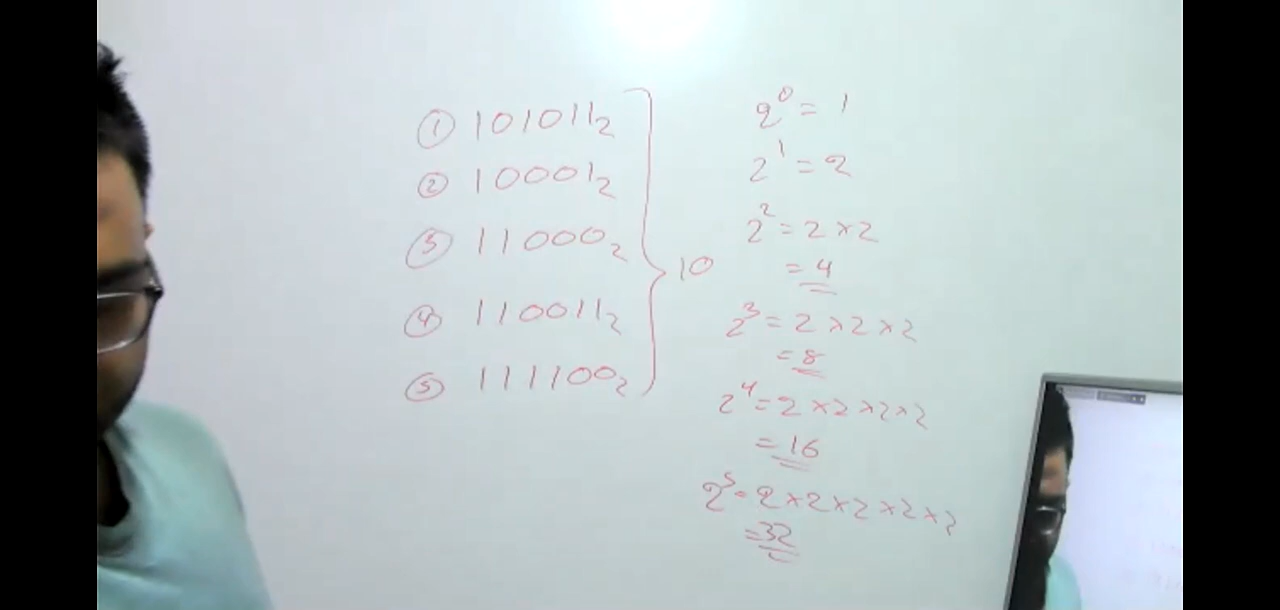 ① 101011₂
② 10001₂
③ 11000₂
④ 110011₂
⑤ 111100₂
} 10
2⁰ = 1
2¹ = 2
2² = 2 × 2
= 4
2³ = 2 × 2 × 2
= 8
2⁴ = 2 × 2 × 2 × 2
= 16
2⁵ = 2 × 2 × 2 × 2 × 2
= 32